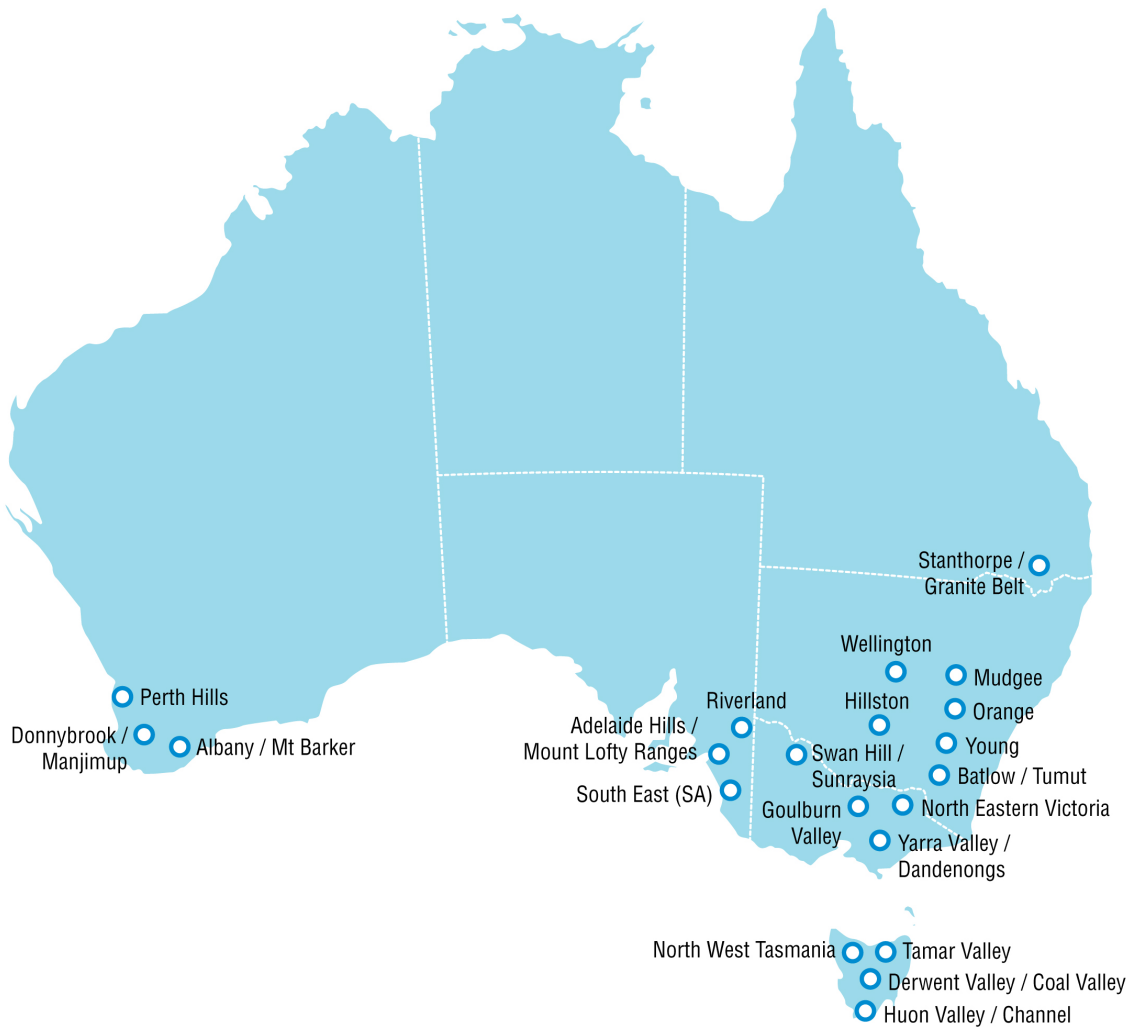 Stanthorpe /
Granite Belt
Wellington
Mudgee
Perth Hills
Riverland
Hillston
Orange
Donnybrook /
Manjimup
Albany / Mt Barker
Adelaide Hills /
Mount Lofty Ranges
Swan Hill /
Sunraysia
Young
Batlow / Tumut
South East (SA)
Goulburn
Valley
North Eastern Victoria
Yarra Valley /
Dandenongs
North West Tasmania
Tamar Valley
Derwent Valley / Coal Valley
Huon Valley / Channel